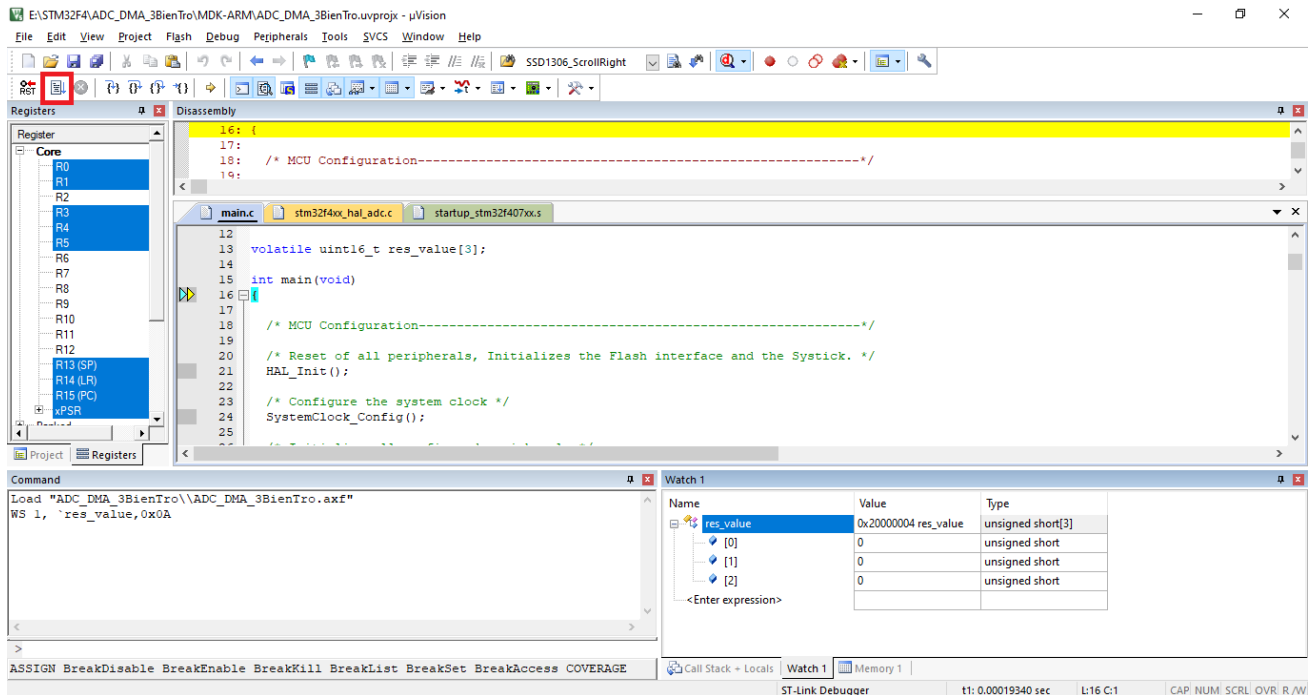 E:\STM32F4\ADC_DMA_3BienTro\MDK-ARM\ADC_DMA_3BienTro.uvprojx - µVision
File Edit View Project Flash Debug Peripherals Tools SVCS Window Help
SSD1306_ScrollRight
RST
Registers
Register
Core
R0
R1
R2
R3
R4
R5
R6
R7
R8
R9
R10
R11
R12
R13 (SP)
R14 (LR)
R15 (PC)
xPSR
Project Registers
Disassembly
16: {
17:
18: /* MCU Configuration----------------------------------------------------------*/
19:
main.c stm32f4xx_hal_adc.c startup_stm32f407xx.s
12
13 volatile uint16_t res_value[3];
14
15 int main(void)
16 {
17
18 /* MCU Configuration----------------------------------------------------------*/
19
20 /* Reset of all peripherals, Initializes the Flash interface and the Systick. */
21 HAL_Init();
22
23 /* Configure the system clock */
24 SystemClock_Config();
25
Command
Load "ADC_DMA_3BienTro\\ADC_DMA_3BienTro.axf"
WS 1, `res_value,0x0A
>
ASSIGN BreakDisable BreakEnable BreakKill BreakList BreakSet BreakAccess COVERAGE
Watch 1
Name Value Type
res_value 0x20000004 res_value unsigned short[3]
[0] 0 unsigned short
[1] 0 unsigned short
[2] 0 unsigned short
<Enter expression>
Call Stack + Locals Watch 1 Memory 1
ST-Link Debugger t1: 0.00019340 sec L:16 C:1 CAP NUM SCRL OVR R/W